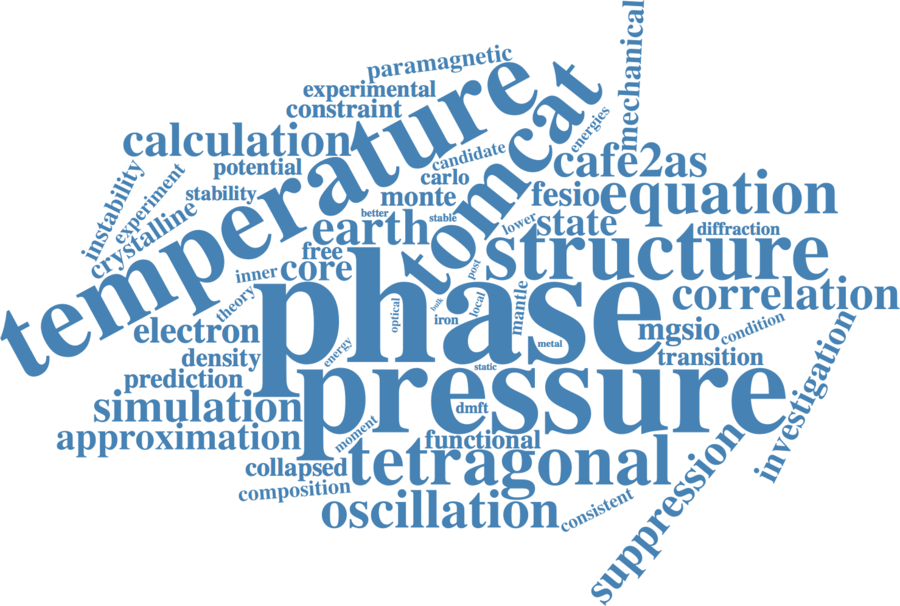 mechanical
paramagnetic
experimental
constraint
temperature
tomcat
energies
calculation
candidate
cafe2as
potential
carlo
instability
experiment
stability
monte
fesio
equation
crystalline
better
stable
lower
state
earth
diffraction
free
structure
inner
core
post
theory
phase
correlation
optical
bulk
local
mantle
iron
electron
mgsio
condition
energy
metal
density
transition
static
investigation
prediction
pressure
simulation
dmft
approximation
moment
functional
suppression
collapsed
tetragonal
composition
oscillation
consistent